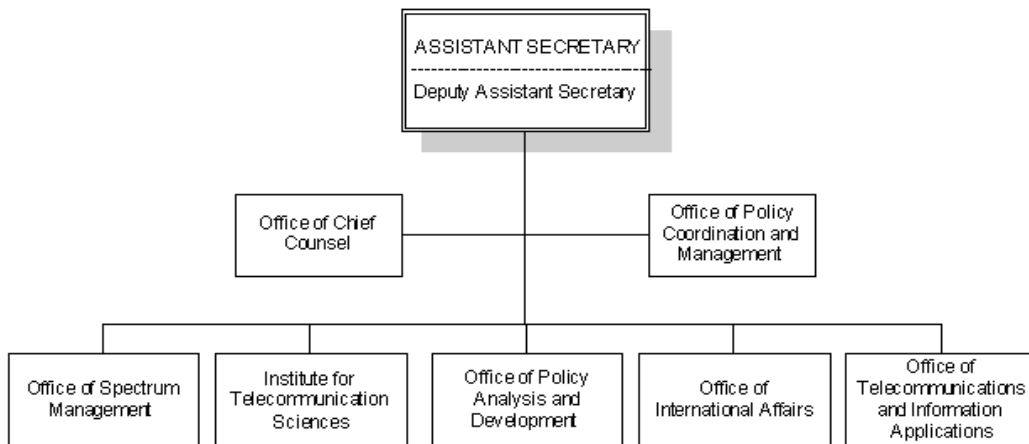 ASSISTANT SECRETARY
Deputy Assistant Secretary
Office of Chief
Counsel
Office of Policy
Coordination and
Management
Office of Spectrum
Management
Institute for
Telecommunication
Sciences
Office of Policy
Analysis and
Development
Office of
International Affairs
Office of
Telecommunications
and Information
Applications